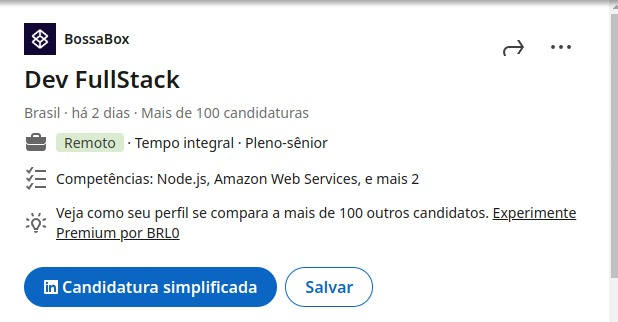 BossaBox
Dev FullStack
Brasil · há 2 dias · Mais de 100 candidaturas
Remoto · Tempo integral · Pleno-sênior
Competências: Node.js, Amazon Web Services, e mais 2
Veja como seu perfil se compara a mais de 100 outros candidatos. Experimente
Premium por BRL0
in Candidatura simplificada
Salvar